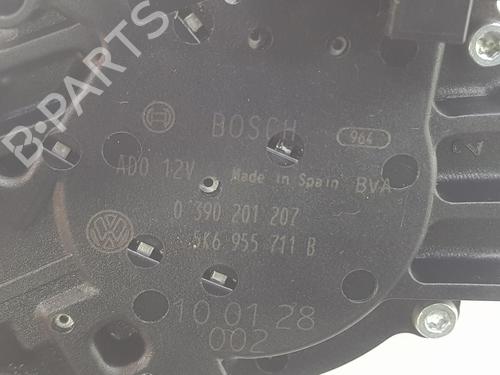 BOSCH 964
ADO 12V Made in Spain BVA
0 390 201 207
5K6 955 711 B
10 01 28
002
B-PARTS